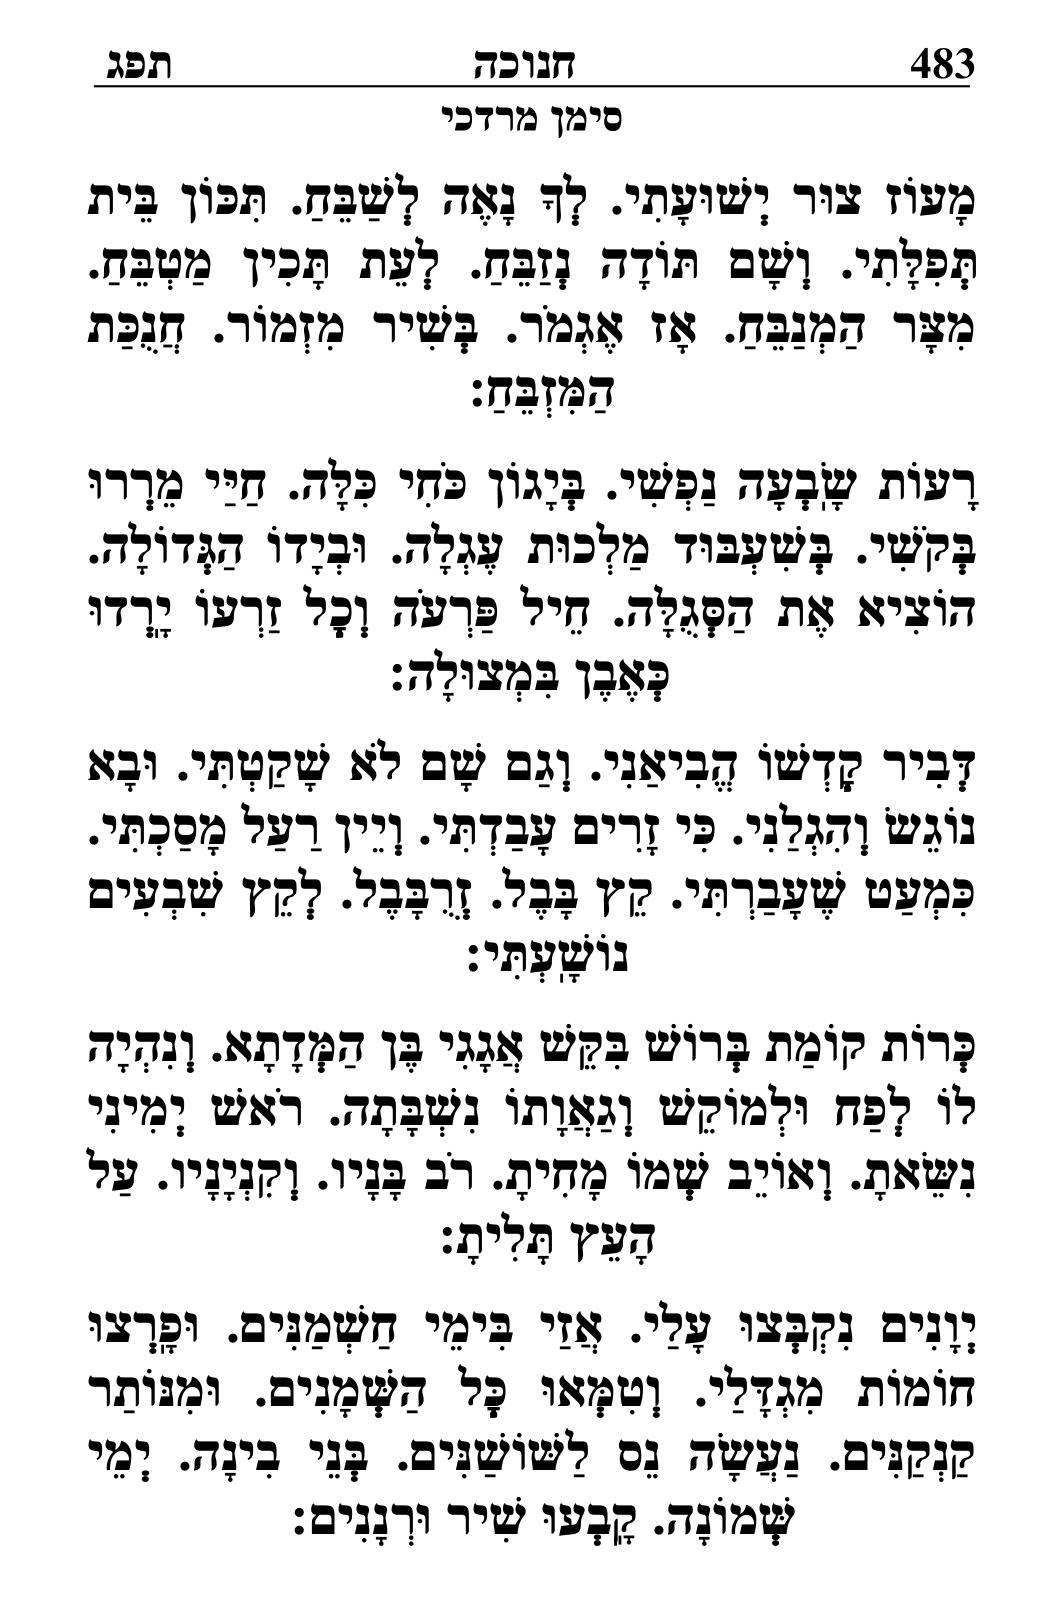 483 חנוכה תפג
סימן מרדכי
מָעוֹז צוּר יְשׁוּעָתִי. לְךָ נָאֶה לְשַׁבֵּחַ. תִּכּוֹן בֵּית
תְּפִלָּתִי. וְשָׁם תּוֹדָה נְזַבֵּחַ. לְעֵת תָּכִין מַטְבֵּחַ.
מִצָּר הַמְנַבֵּחַ. אָז אֶגְמֹר. בְּשִׁיר מִזְמוֹר. חֲנֻכַּת
הַמִּזְבֵּחַ:
רָעוֹת שָׂבְעָה נַפְשִׁי. בְּיָגוֹן כֹּחִי כִּלָּה. חַיַּי מֵרְרוּ
בְּקֹשִׁי. בְּשִׁעְבּוּד מַלְכוּת עֶגְלָה. וּבְיָדוֹ הַגְּדוֹלָה.
הוֹצִיא אֶת הַסְּגֻלָּה. חֵיל פַּרְעֹה וְכָל זַרְעוֹ יָרְדוּ
כְּאֶבֶן בִּמְצוּלָה:
דְּבִיר קָדְשׁוֹ הֱבִיאַנִי. וְגַם שָׁם לֹא שָׁקַטְתִּי. וּבָא
נוֹגֵשׂ וְהִגְלַנִי. כִּי זָרִים עָבַדְתִּי. וְיֵין רַעַל מָסַכְתִּי.
כִּמְעַט שֶׁעָבַרְתִּי. קֵץ בָּבֶל. זְרֻבָּבֶל. לְקֵץ שִׁבְעִים
נוֹשָׁעְתִּי:
כְּרוֹת קוֹמַת בְּרוֹשׁ בִּקֵּשׁ אֲגָגִי בֶּן הַמְּדָתָא. וְנִהְיָה
לוֹ לְפַח וּלְמוֹקֵשׁ וְגַאֲוָתוֹ נִשְׁבָּתָה. רֹאשׁ יְמִינִי
נִשֵּׂאתָ. וְאוֹיֵב שְׁמוֹ מָחִיתָ. רֹב בָּנָיו. וְקִנְיָנָיו. עַל
הָעֵץ תָּלִיתָ:
יְוָנִים נִקְבְּצוּ עָלַי. אֲזַי בִּימֵי חַשְׁמַנִּים. וּפָרְצוּ
חוֹמוֹת מִגְדָּלַי. וְטִמְּאוּ כָּל הַשְּׁמָנִים. וּמִנּוֹתַר
קַנְקַנִּים. נַעֲשָׂה נֵס לַשּׁוֹשַׁנִּים. בְּנֵי בִינָה. יְמֵי
שְׁמוֹנָה. קָבְעוּ שִׁיר וּרְנָנִים: